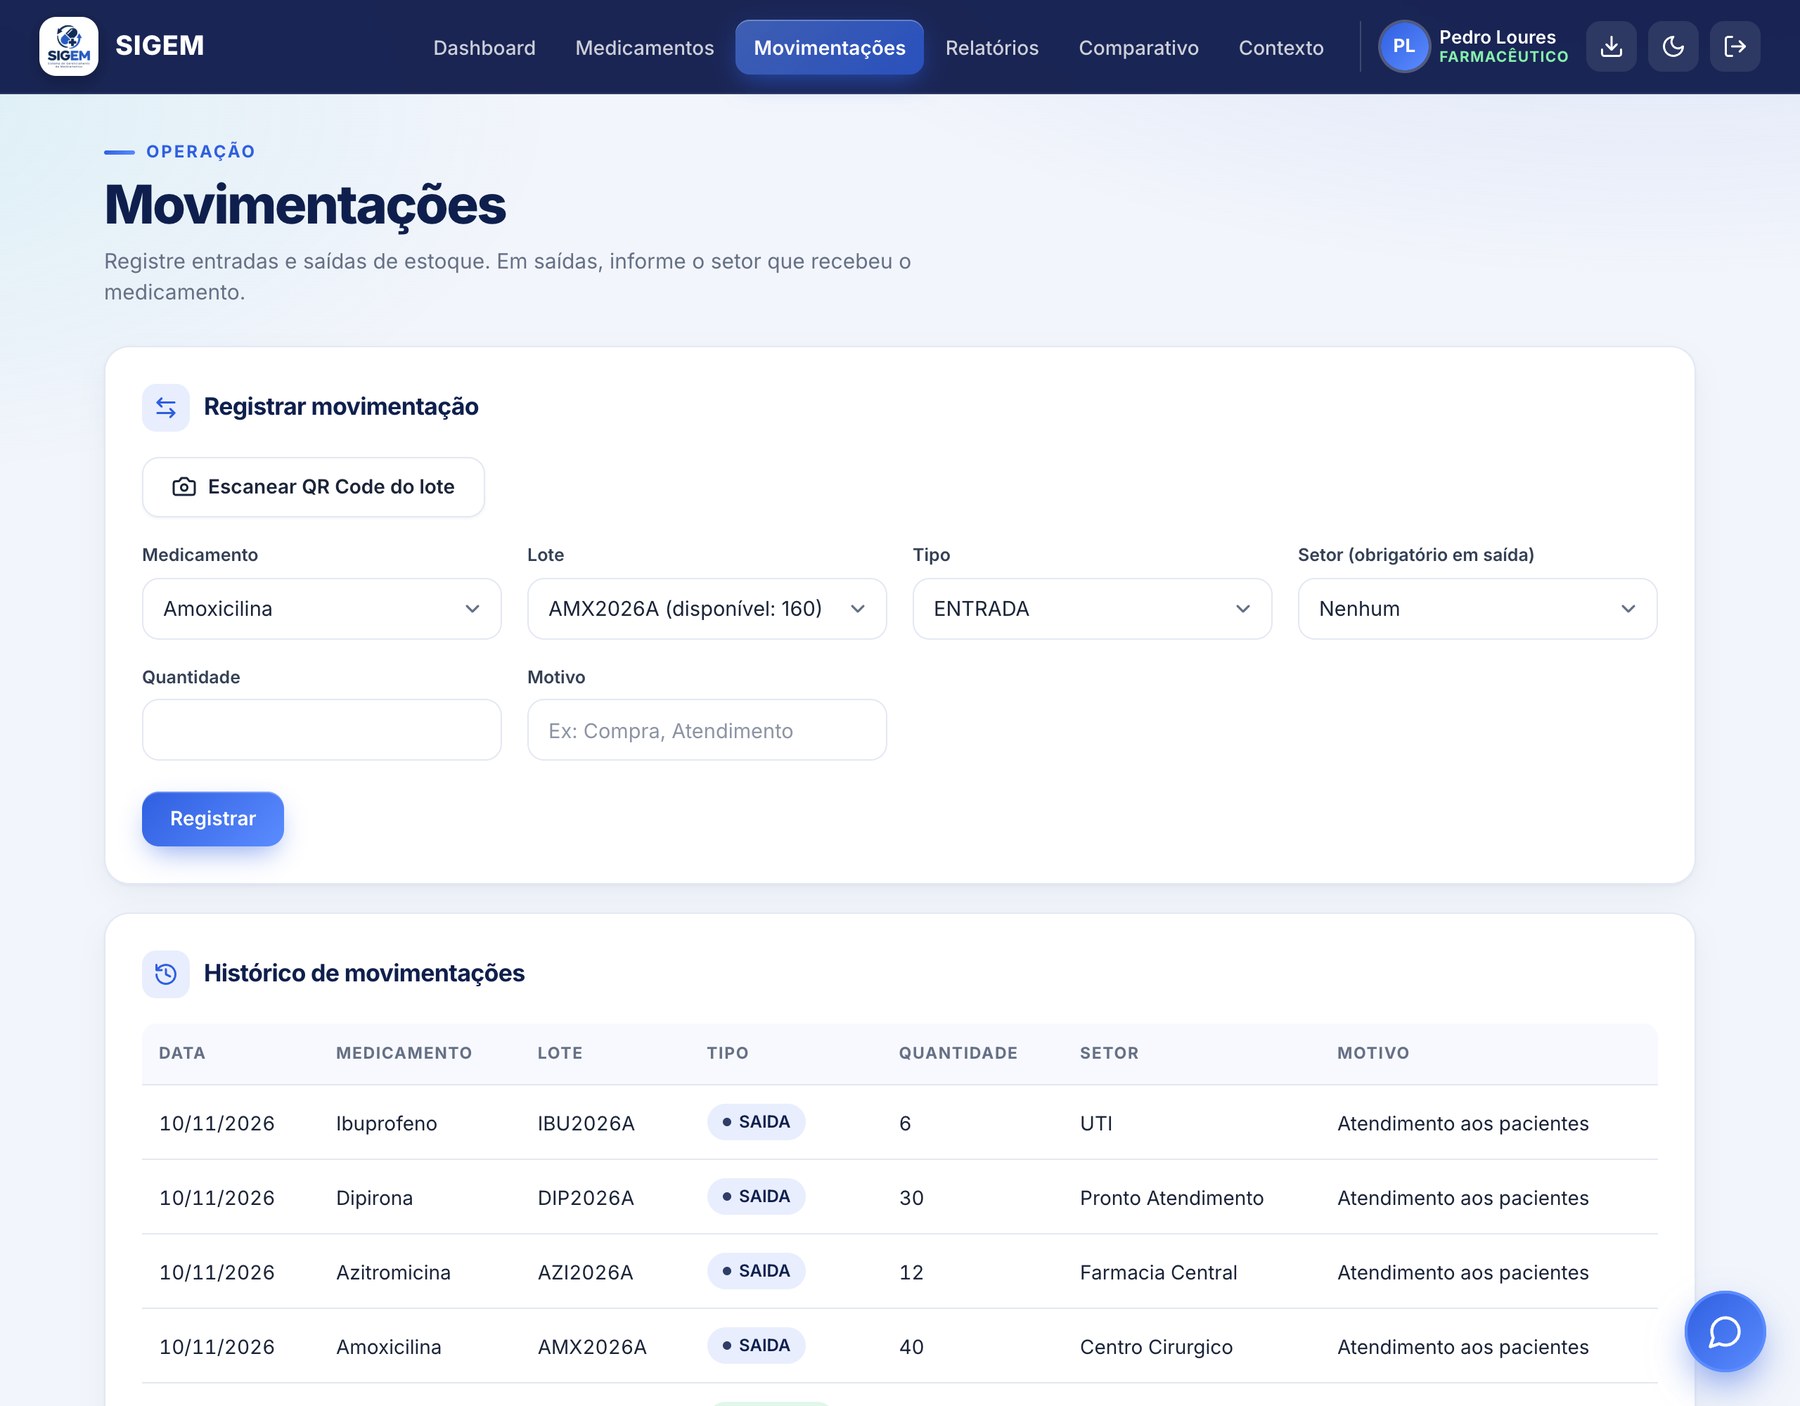 SIGEM
SIGEM
Dashboard
Medicamentos
Movimentações
Relatórios
Comparativo
Contexto
PL
Pedro Loures
FARMACÊUTICO
OPERAÇÃO
Movimentações
Registre entradas e saídas de estoque. Em saídas, informe o setor que recebeu o
medicamento.
Registrar movimentação
Escanear QR Code do lote
Medicamento
Lote
Tipo
Setor (obrigatório em saída)
Amoxicilina
AMX2026A (disponível: 160)
ENTRADA
Nenhum
Quantidade
Motivo
Ex: Compra, Atendimento
Registrar
Histórico de movimentações
DATA MEDICAMENTO LOTE TIPO QUANTIDADE SETOR MOTIVO
10/11/2026 Ibuprofeno IBU2026A SAIDA 6 UTI Atendimento aos pacientes
10/11/2026 Dipirona DIP2026A SAIDA 30 Pronto Atendimento Atendimento aos pacientes
10/11/2026 Azitromicina AZI2026A SAIDA 12 Farmacia Central Atendimento aos pacientes
10/11/2026 Amoxicilina AMX2026A SAIDA 40 Centro Cirurgico Atendimento aos pacientes